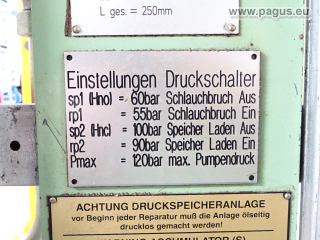 www.pagus.eu
L ges. = 250mm
Einstellungen Druckschalter
sp1 (Hno) = 60bar Schlauchbruch Aus
rp1 = 55bar Schlauchbruch Ein
sp2 (Hnc) = 100bar Speicher Laden Aus
rp2 = 90bar Speicher Laden Ein
Pmax = 120bar max. Pumpendruck
ACHTUNG DRUCKSPEICHERANLAGE
vor Beginn jeder Reparatur muß die Anlage ölseitig
drucklos gemacht werden!
ACCUMULATOR (S)